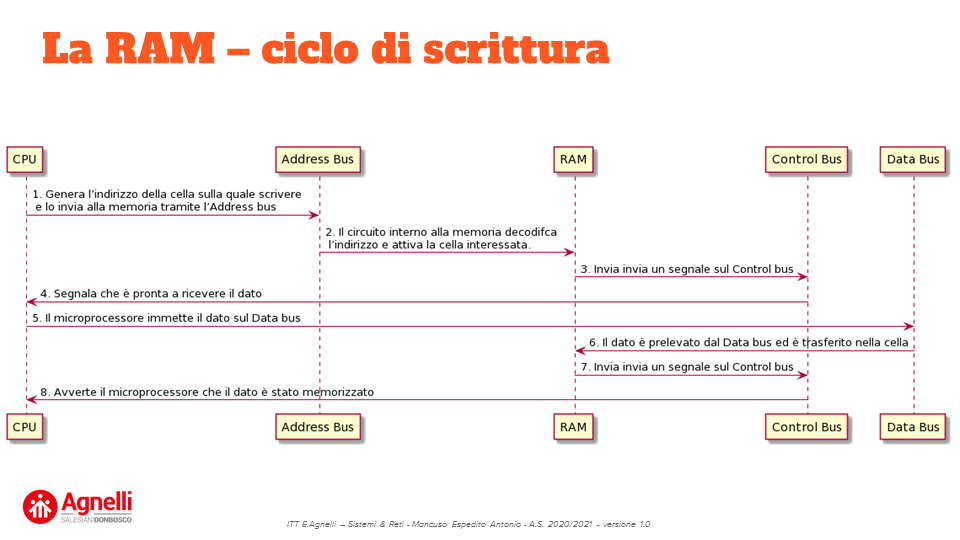 La RAM – ciclo di scrittura
CPU
Address Bus
RAM
Control Bus
Data Bus
1. Genera l’indirizzo della cella sulla quale scrivere
e lo invia alla memoria tramite l’Address bus
2. Il circuito interno alla memoria decodifca
l’indirizzo e attiva la cella interessata.
3. Invia invia un segnale sul Control bus
4. Segnala che è pronta a ricevere il dato
5. Il microprocessore immette il dato sul Data bus
6. Il dato è prelevato dal Data bus ed è trasferito nella cella
7. Invia invia un segnale sul Control bus
8. Avverte il microprocessore che il dato è stato memorizzato
CPU
Address Bus
RAM
Control Bus
Data Bus
Agnelli
SALESIANIDONBOSCO
ITT E.Agnelli – Sistemi & Reti - Mancuso Espedito Antonio - A.S. 2020/2021 - versione 1.0